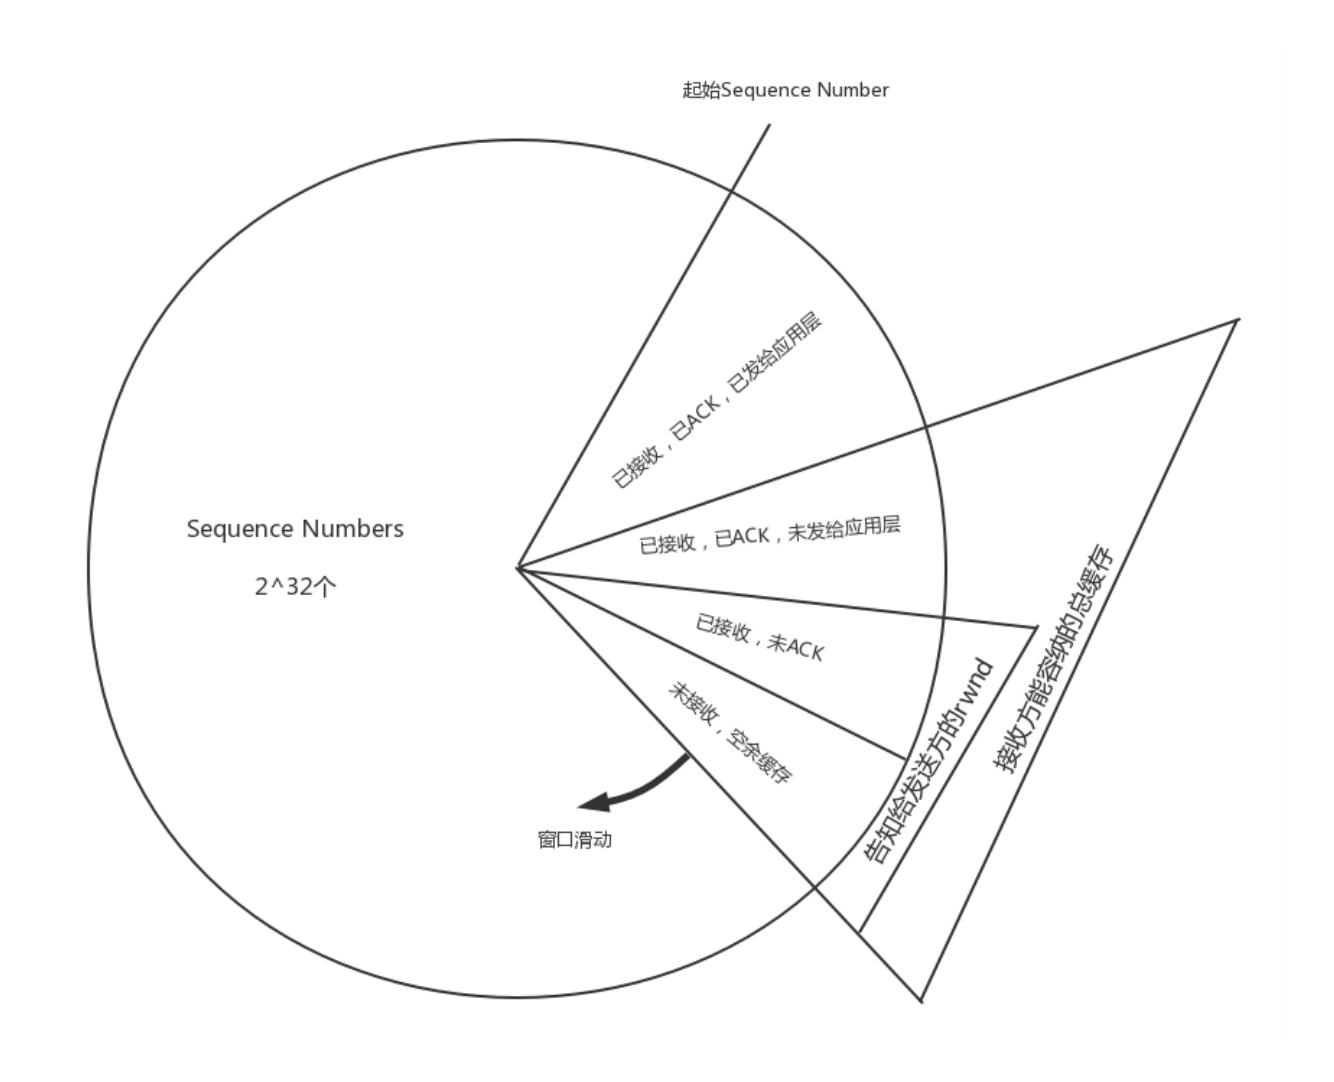 起始Sequence Number
已接收，已ACK，已发给应用层
Sequence Numbers
2^32个
已接收，已ACK，未发给应用层
已接收，未ACK
未接收，空余缓存
告知给发送方的rwnd
接收方能容纳的总缓存
窗口滑动